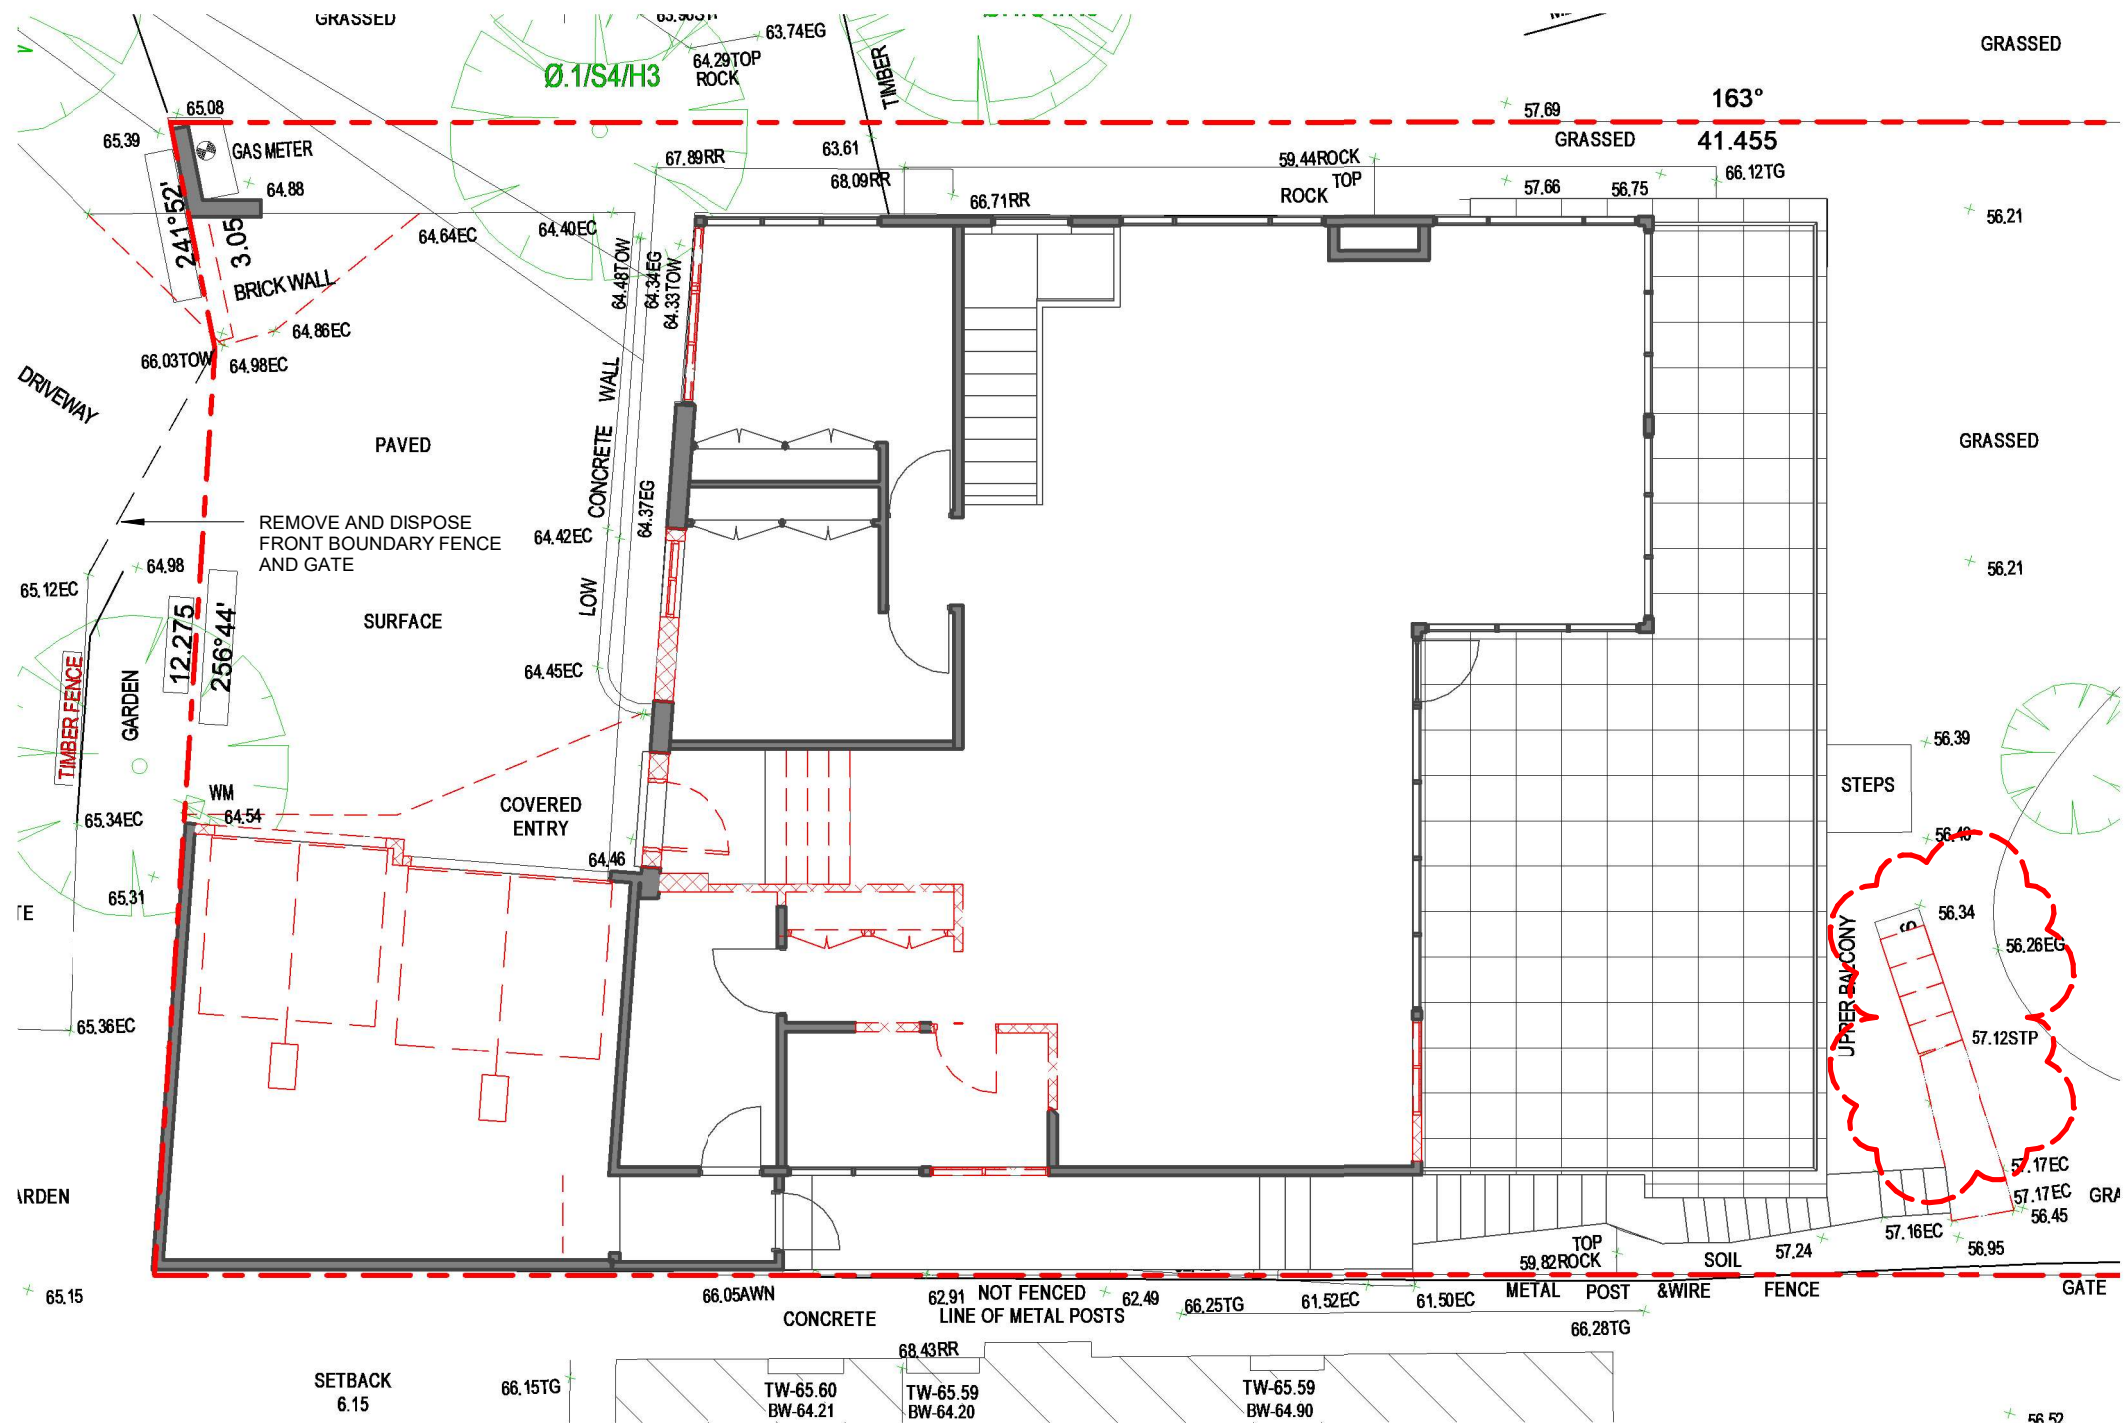 GRASSED
63.74EG
64.29TOP
ROCK
Ø.1/S4/H3
TIMBER
GRASSED
163°
57.69
65.08
65.39
GAS METER
63.61
GRASSED
41.455
67.89RR
59.44ROCK
TOP
ROCK
68.09RR
66.71RR
66.12TG
57.66
56.75
64.88
56.21
241°52'
3.05
64.64EC
64.40EC
64.48TOW
64.34EG
64.33TOW
BRICK WALL
64.86EC
66.03TOW
64.98EC
DRIVEWAY
PAVED
LOW CONCRETE WALL
64.37EG
GRASSED
REMOVE AND DISPOSE
FRONT BOUNDARY FENCE
AND GATE
64.42EC
64.98
65.12EC
56.21
12.275
256°44'
SURFACE
64.45EC
TIMBER FENCE
GARDEN
56.39
STEPS
WM
64.54
65.34EC
COVERED
ENTRY
64.46
65.31
TE
56.34
56.26EG
UPPER BALCONY
65.36EC
57.12STP
57.17EC
57.17EC
56.45
ARDEN
GRA
57.16EC
56.95
57.24
SOIL
TOP
59.82ROCK
65.15
66.05AWN
62.91
NOT FENCED
LINE OF METAL POSTS
62.49
66.25TG
61.52EC
61.50EC
METAL POST &WIRE FENCE
GATE
CONCRETE
66.28TG
68.43RR
SETBACK
6.15
66.15TG
TW-65.60
BW-64.21
TW-65.59
BW-64.20
TW-65.59
BW-64.90
56.52